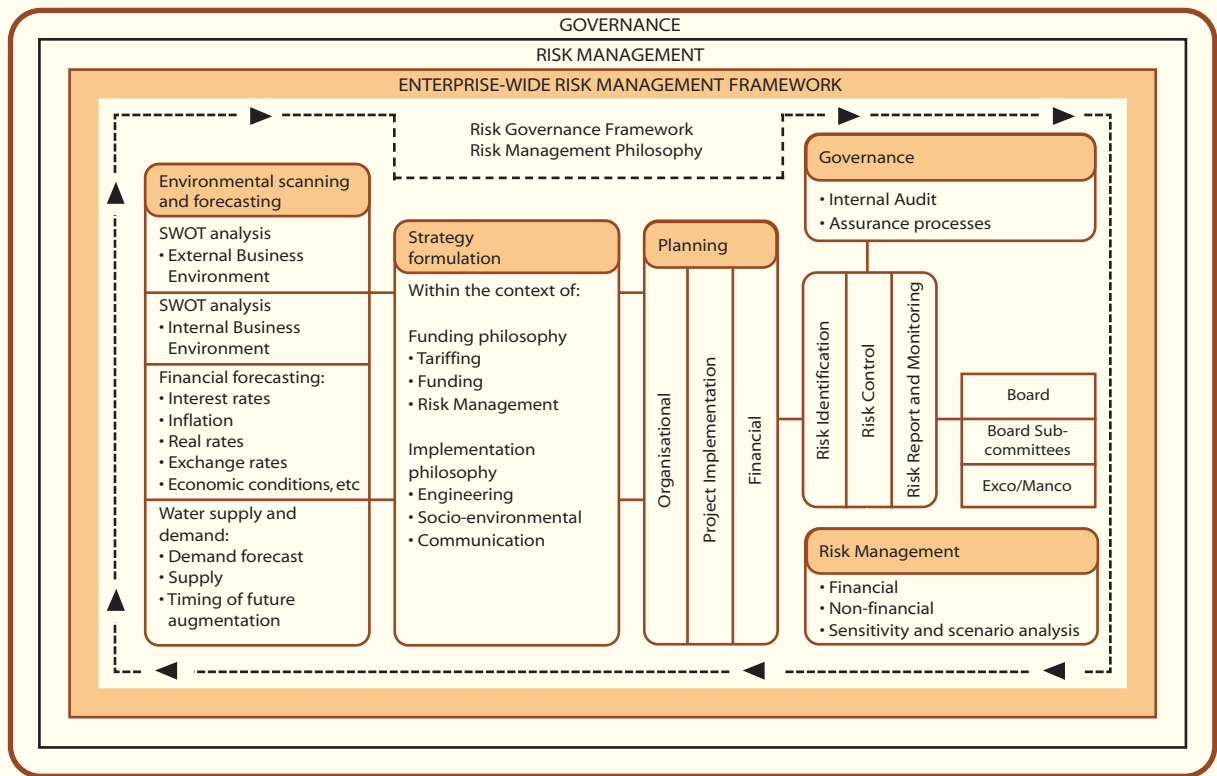 GOVERNANCE
RISK MANAGEMENT
ENTERPRISE-WIDE RISK MANAGEMENT FRAMEWORK
Risk Governance Framework
Risk Management Philosophy
Environmental scanning
and forecasting
SWOT analysis
• External Business
Environment
SWOT analysis
• Internal Business
Environment
Financial forecasting:
• Interest rates
• Inflation
• Real rates
• Exchange rates
• Economic conditions, etc
Water supply and
demand:
• Demand forecast
• Supply
• Timing of future
augmentation
Strategy
formulation
Within the context of:
Funding philosophy
• Tariffing
• Funding
• Risk Management
Implementation
philosophy
• Engineering
• Socio-environmental
• Communication
Planning
Organisational
Project Implementation
Financial
Governance
• Internal Audit
• Assurance processes
Risk Identification
Risk Control
Risk Report and Monitoring
Board
Board Sub-
committees
Exco/Manco
Risk Management
• Financial
• Non-financial
• Sensitivity and scenario analysis